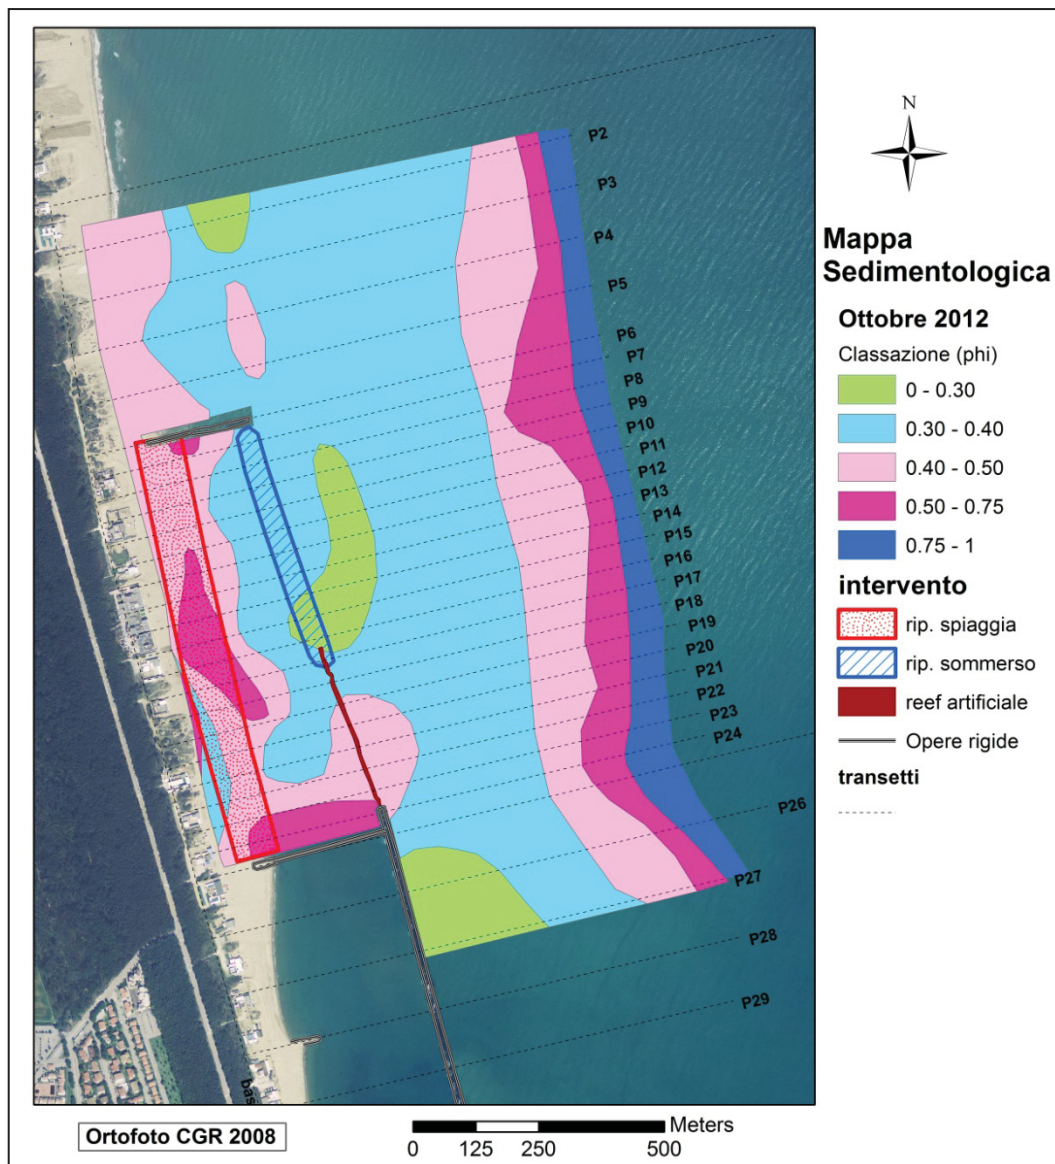 N
Mappa
Sedimentologica
Ottobre 2012
Classazione (phi)
0 - 0.30
0.30 - 0.40
0.40 - 0.50
0.50 - 0.75
0.75 - 1
intervento
rip. spiaggia
rip. sommerso
reef artificiale
Opere rigide
transetti
P2
P3
P4
P5
P6
P7
P8
P9
P10
P11
P12
P13
P14
P15
P16
P17
P18
P19
P20
P21
P22
P23
P24
P26
P27
P28
P29
bas
Ortofoto CGR 2008
Meters
0 125 250 500